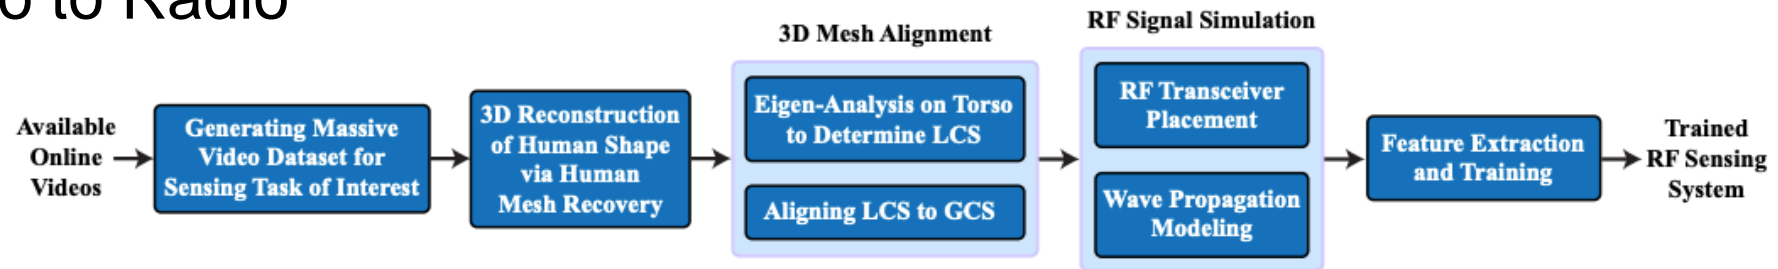 to Radio
Available
Online
Videos
Generating Massive
Video Dataset for
Sensing Task of Interest
3D Reconstruction
of Human Shape
via Human
Mesh Recovery
3D Mesh Alignment
Eigen-Analysis on Torso
to Determine LCS
Aligning LCS to GCS
RF Signal Simulation
RF Transceiver
Placement
Wave Propagation
Modeling
Feature Extraction
and Training
Trained
RF Sensing
System